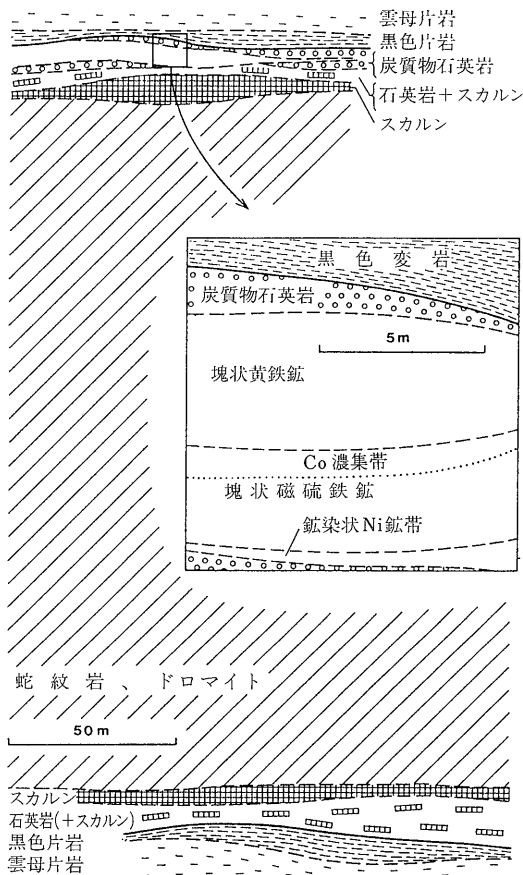 雲母片岩
黒色片岩
炭質物石英岩
石英岩+スカルン
スカルン
黒色変岩
炭質物石英岩
5m
塊状黄鉄鉱
Co濃集帯
塊状磁硫鉄鉱
鉱染状Ni鉱帯
蛇紋岩、ドロマイト
50m
スカルン
石英岩(+スカルン)
黒色片岩
雲母片岩